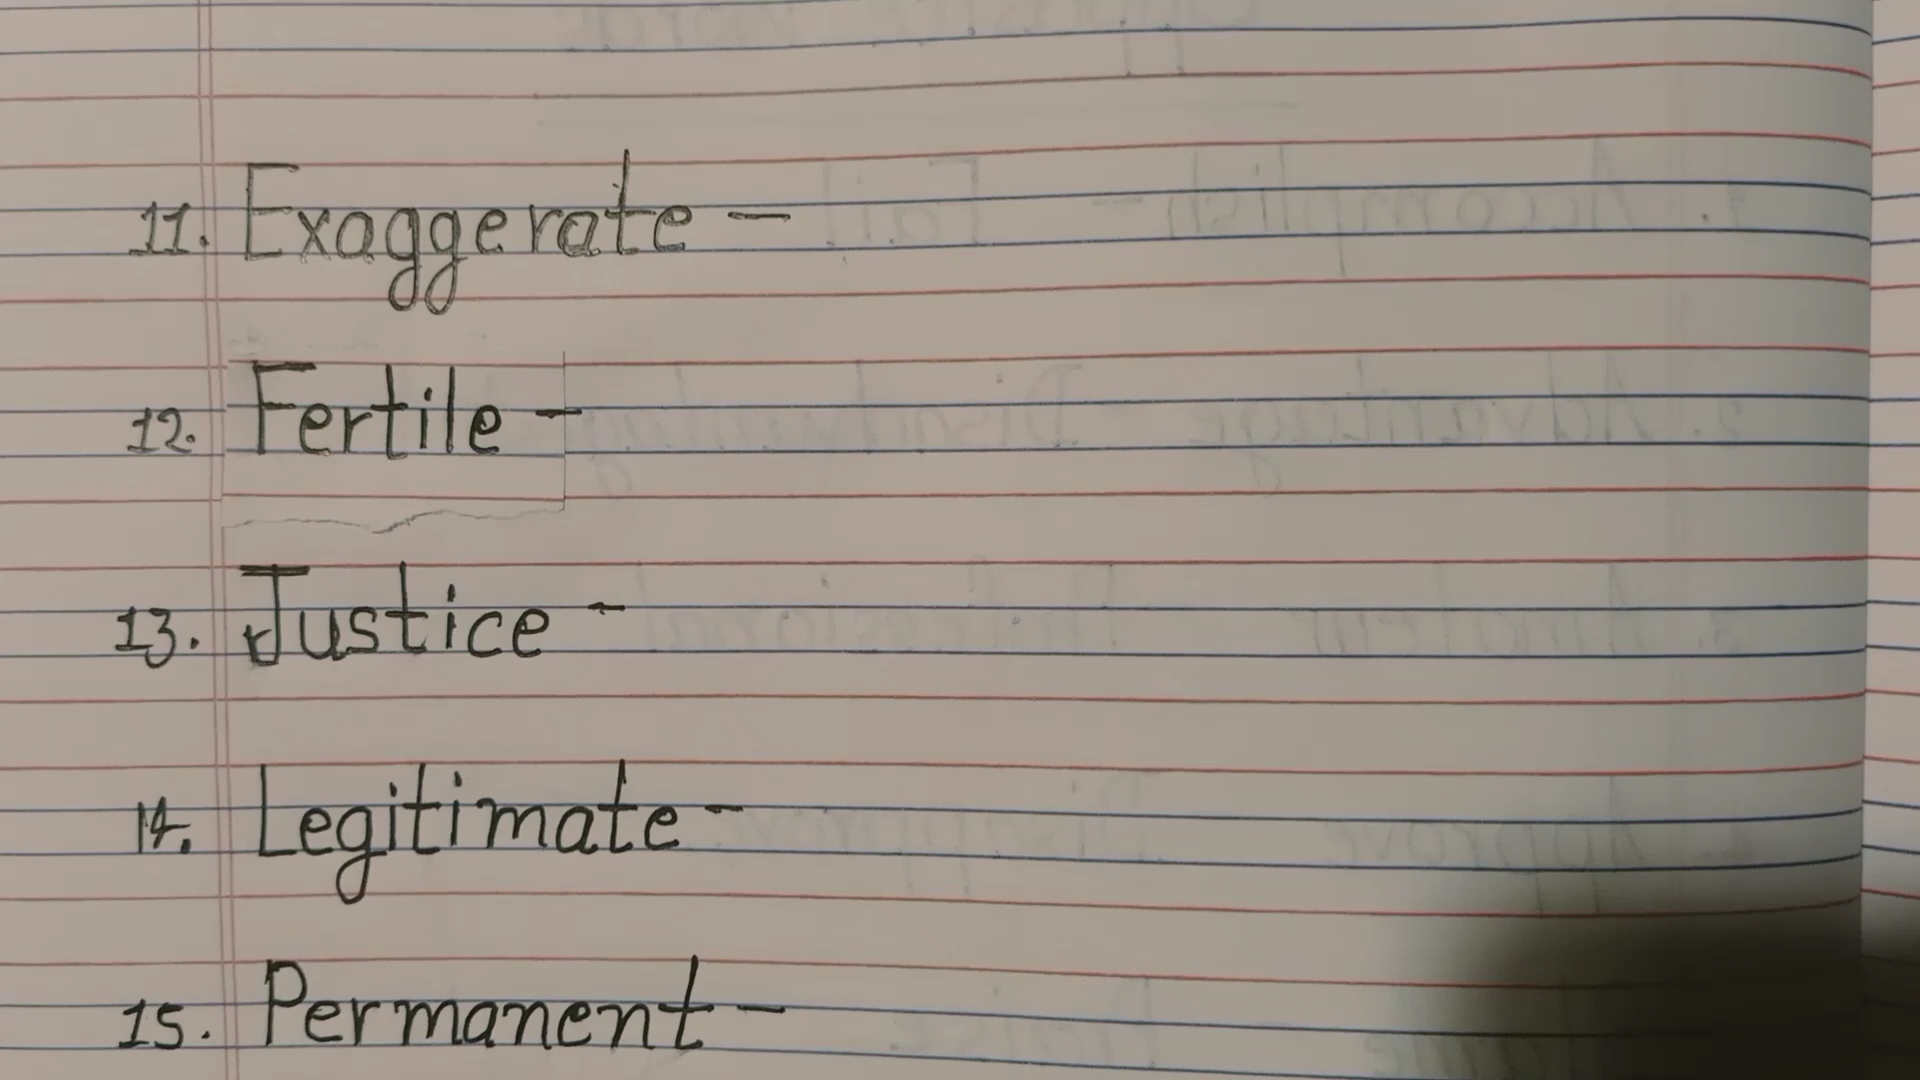 11. Exaggerate -
12. Fertile -
13. Justice -
14. Legitimate -
15. Permanent -